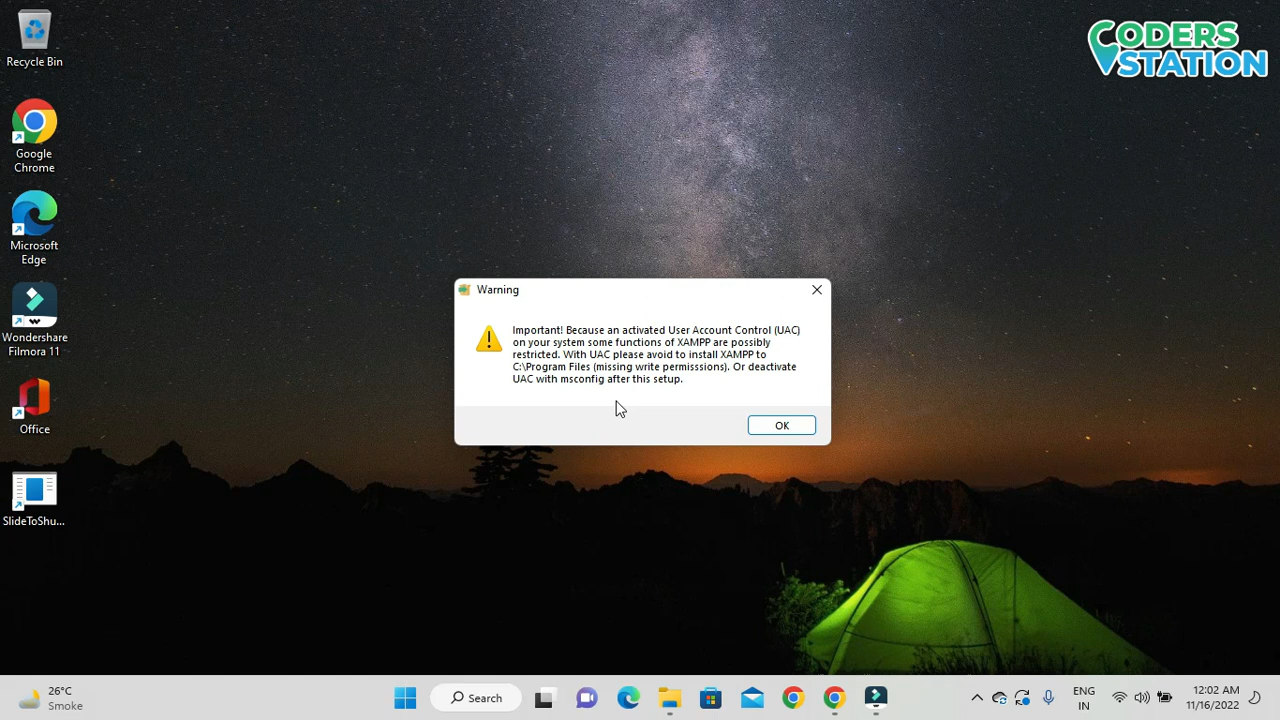 Recycle Bin
Google
Chrome
Microsoft
Edge
Wondershare
Filmora 11
Office
SlideToShu...
CODERS
STATION
Warning
Important! Because an activated User Account Control (UAC)
on your system some functions of XAMPP are possibly
restricted. With UAC please avoid to install XAMPP to
C:\Program Files (missing write permisssions). Or deactivate
UAC with msconfig after this setup.
OK
26°C
Smoke
Search
ENG
IN
12:02 AM
11/16/2022